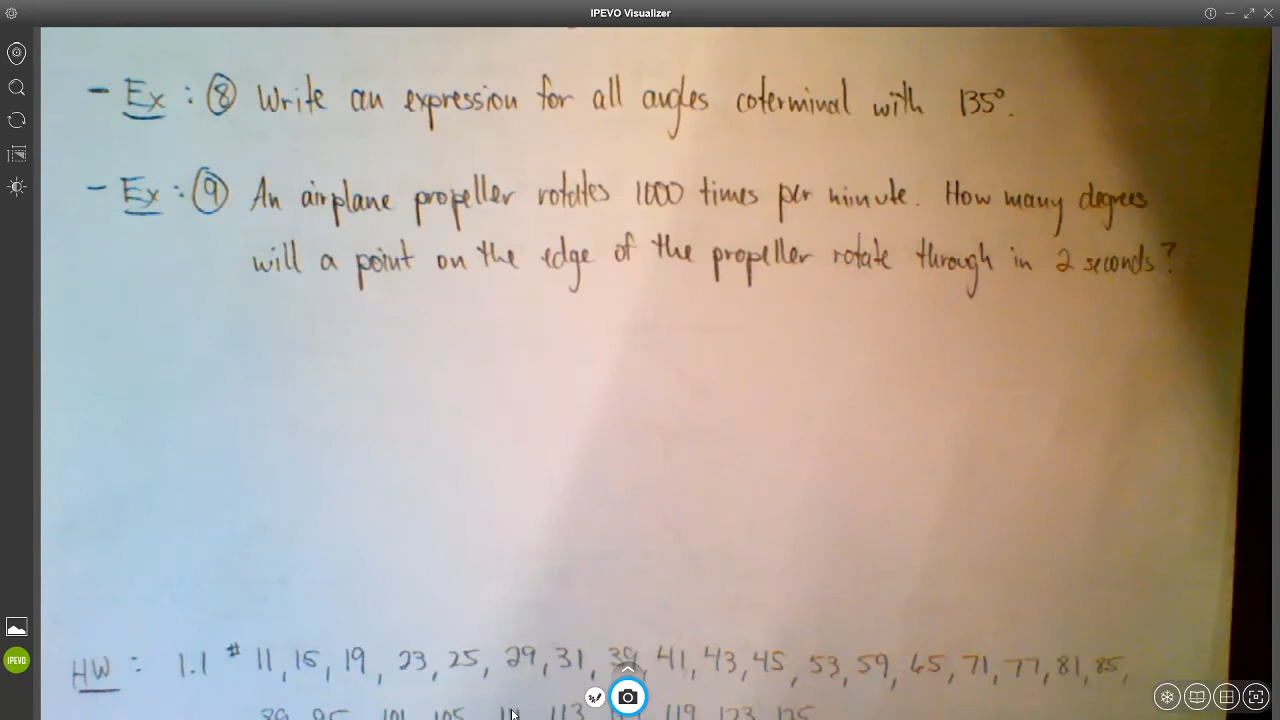 IPEVO Visualizer
- Ex : ⑧ Write an expression for all angles coterminal with 135°.
- Ex : ⑨ An airplane propeller rotates 1000 times per minute. How many degrees
will a point on the edge of the propeller rotate through in 2 seconds?
IPEVO
HW : 1.1 # 11, 15, 19, 23, 25, 29, 31, 39, 41, 43, 45, 53, 59, 65, 71, 77, 81, 85,
89, 95, 101, 105, 113, 119, 123, 125